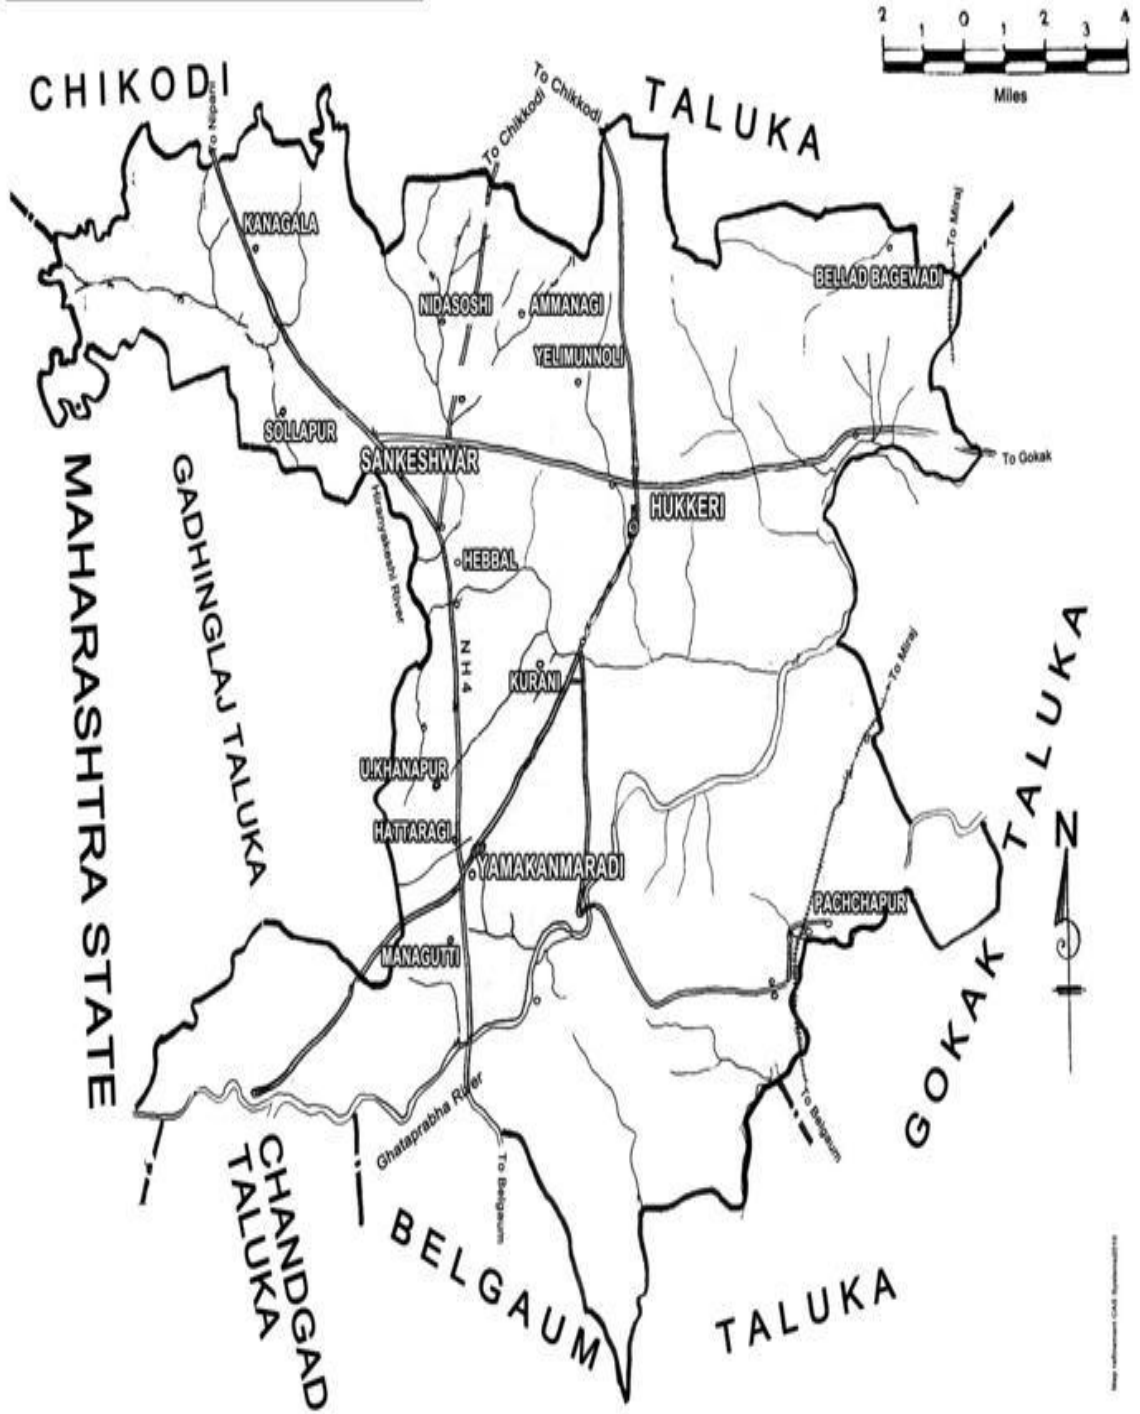 2 1 0 1 2 3 4
Miles
CHIKODI
To Nipani
To Chikkodi
To Chikkodi
TALUKA
To Miraj
KANAGALA
BELLAD BAGEWADI
NIDASOSHI
AMMANAGI
YELIMUNNOLI
SOLLAPUR
SANKESHWAR
To Gokak
HUKKERI
Hiranyakeshi River
HEBBAL
MAHARASHTRA STATE
GADHINGLAJ TALUKA
NH4
KURANI
To Miraj
U.KHANAPUR
HATTARAGI
YAMAKANMARADI
PACHCHAPUR
MANAGUTTI
N
GOKAK TALUKA
Ghataprabha River
To Belgaum
To Belgaum
CHANDGAD
TALUKA
BELGAUM TALUKA